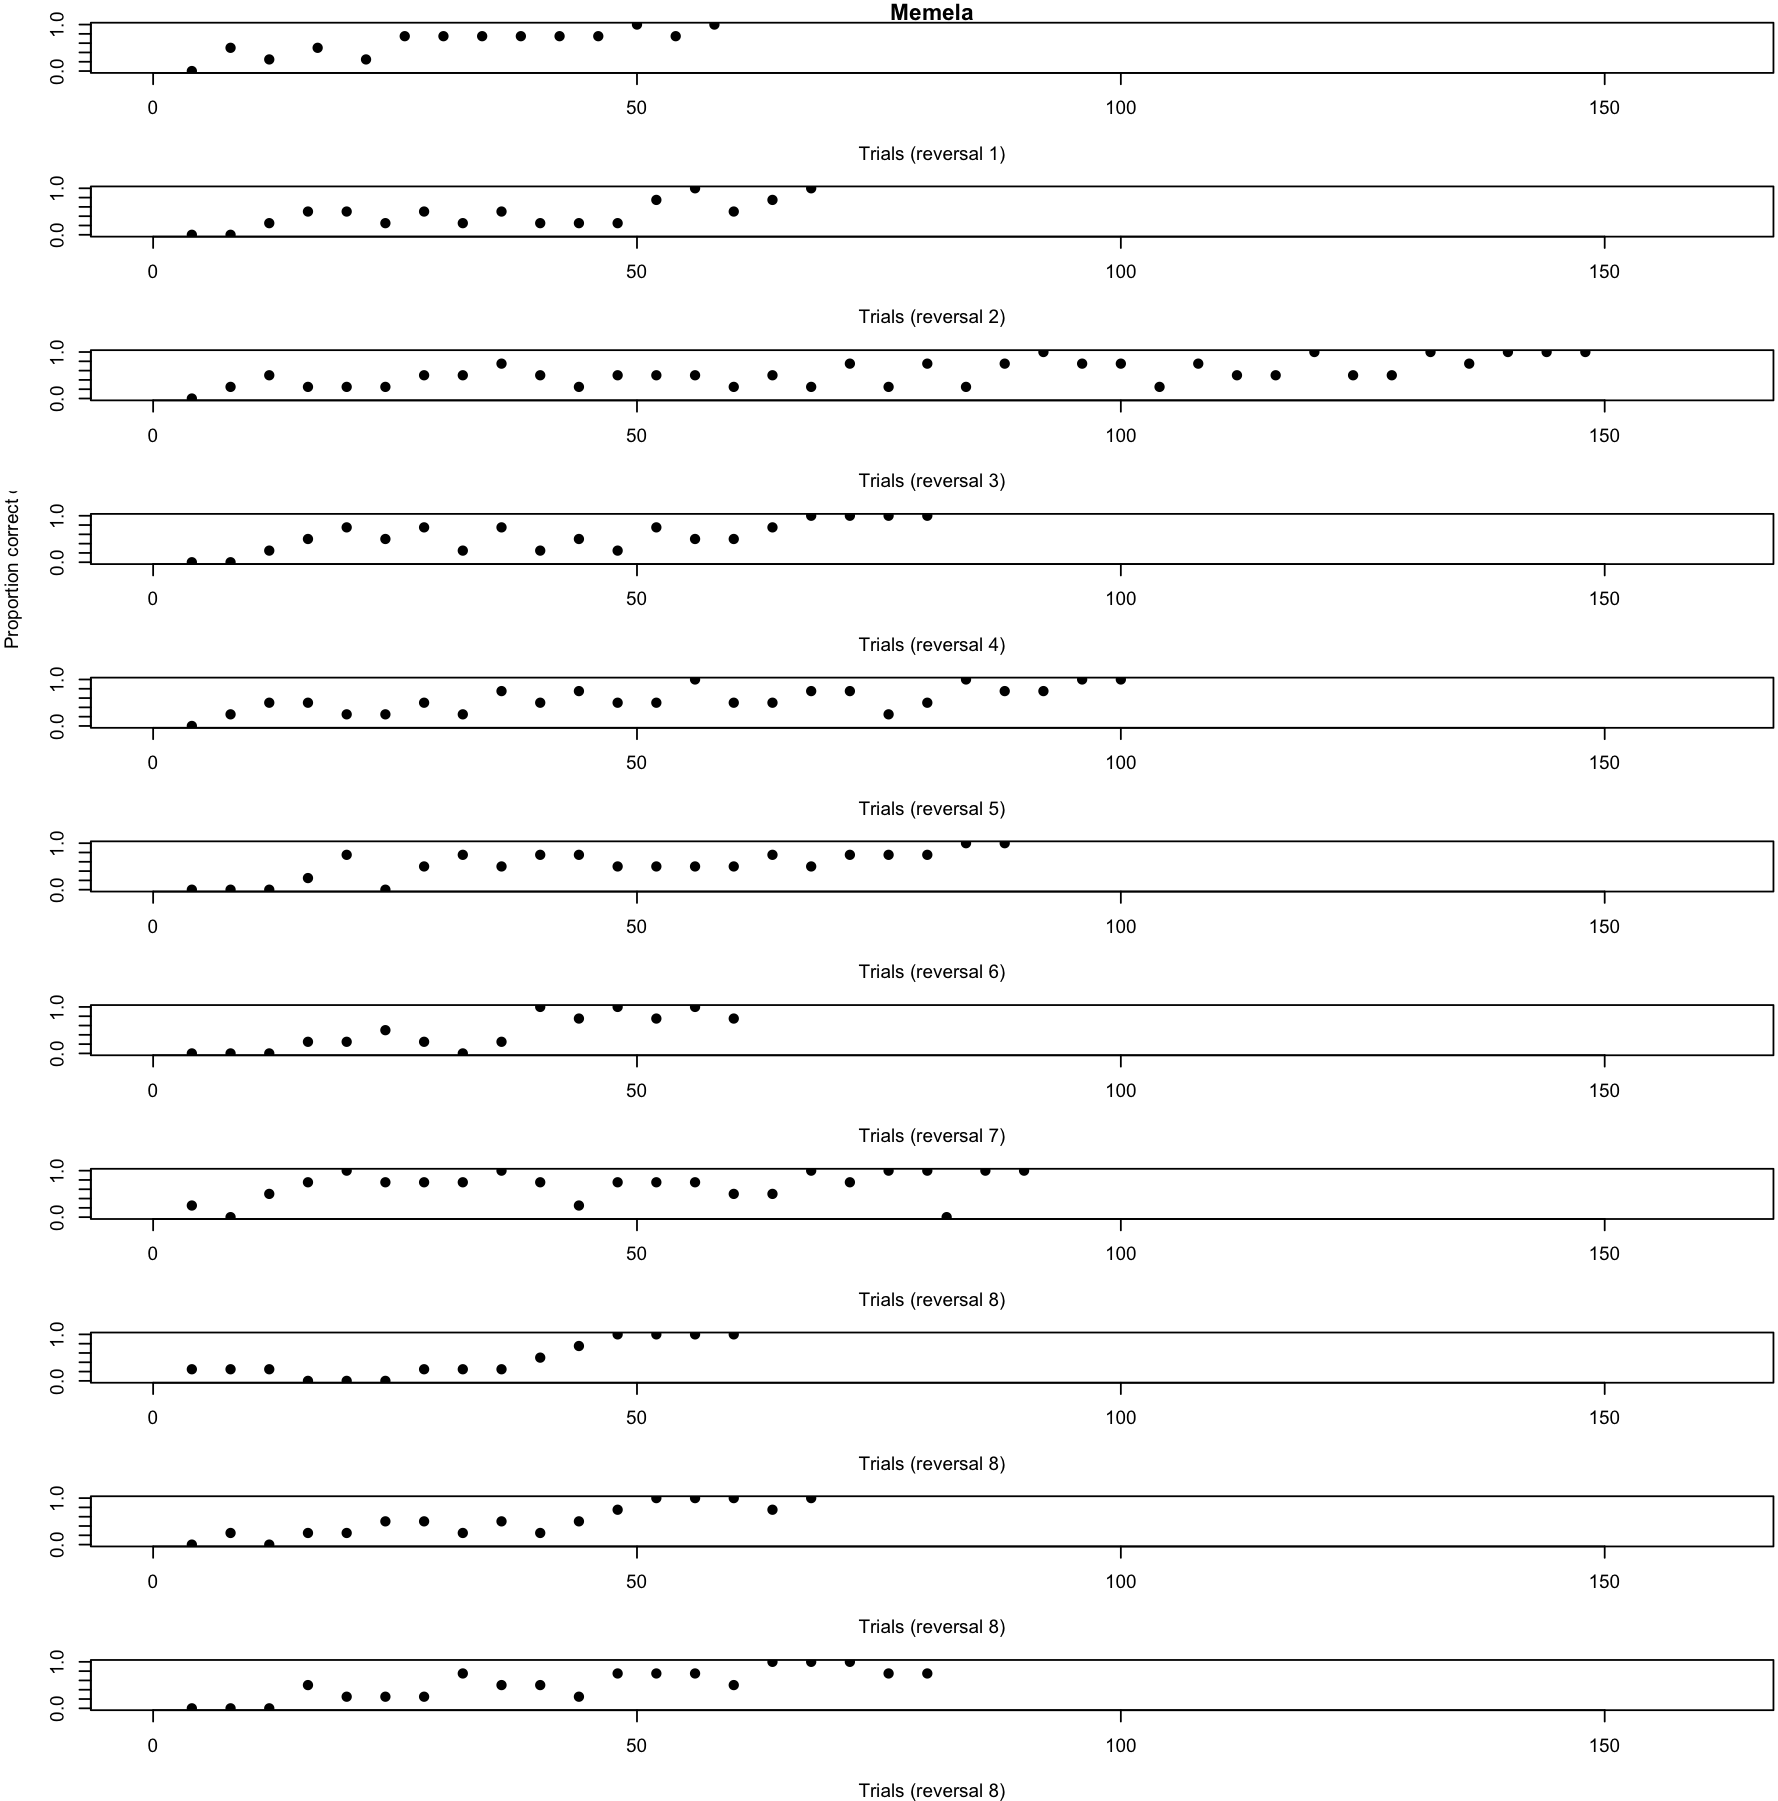 Memela
0.0 1.0
0 50 100 150
Trials (reversal 1)
0.0 1.0
0 50 100 150
Trials (reversal 2)
0.0 1.0
0 50 100 150
Trials (reversal 3)
Proportion correct
0.0 1.0
0 50 100 150
Trials (reversal 4)
0.0 1.0
0 50 100 150
Trials (reversal 5)
0.0 1.0
0 50 100 150
Trials (reversal 6)
0.0 1.0
0 50 100 150
Trials (reversal 7)
0.0 1.0
0 50 100 150
Trials (reversal 8)
0.0 1.0
0 50 100 150
Trials (reversal 8)
0.0 1.0
0 50 100 150
Trials (reversal 8)
0.0 1.0
0 50 100 150
Trials (reversal 8)